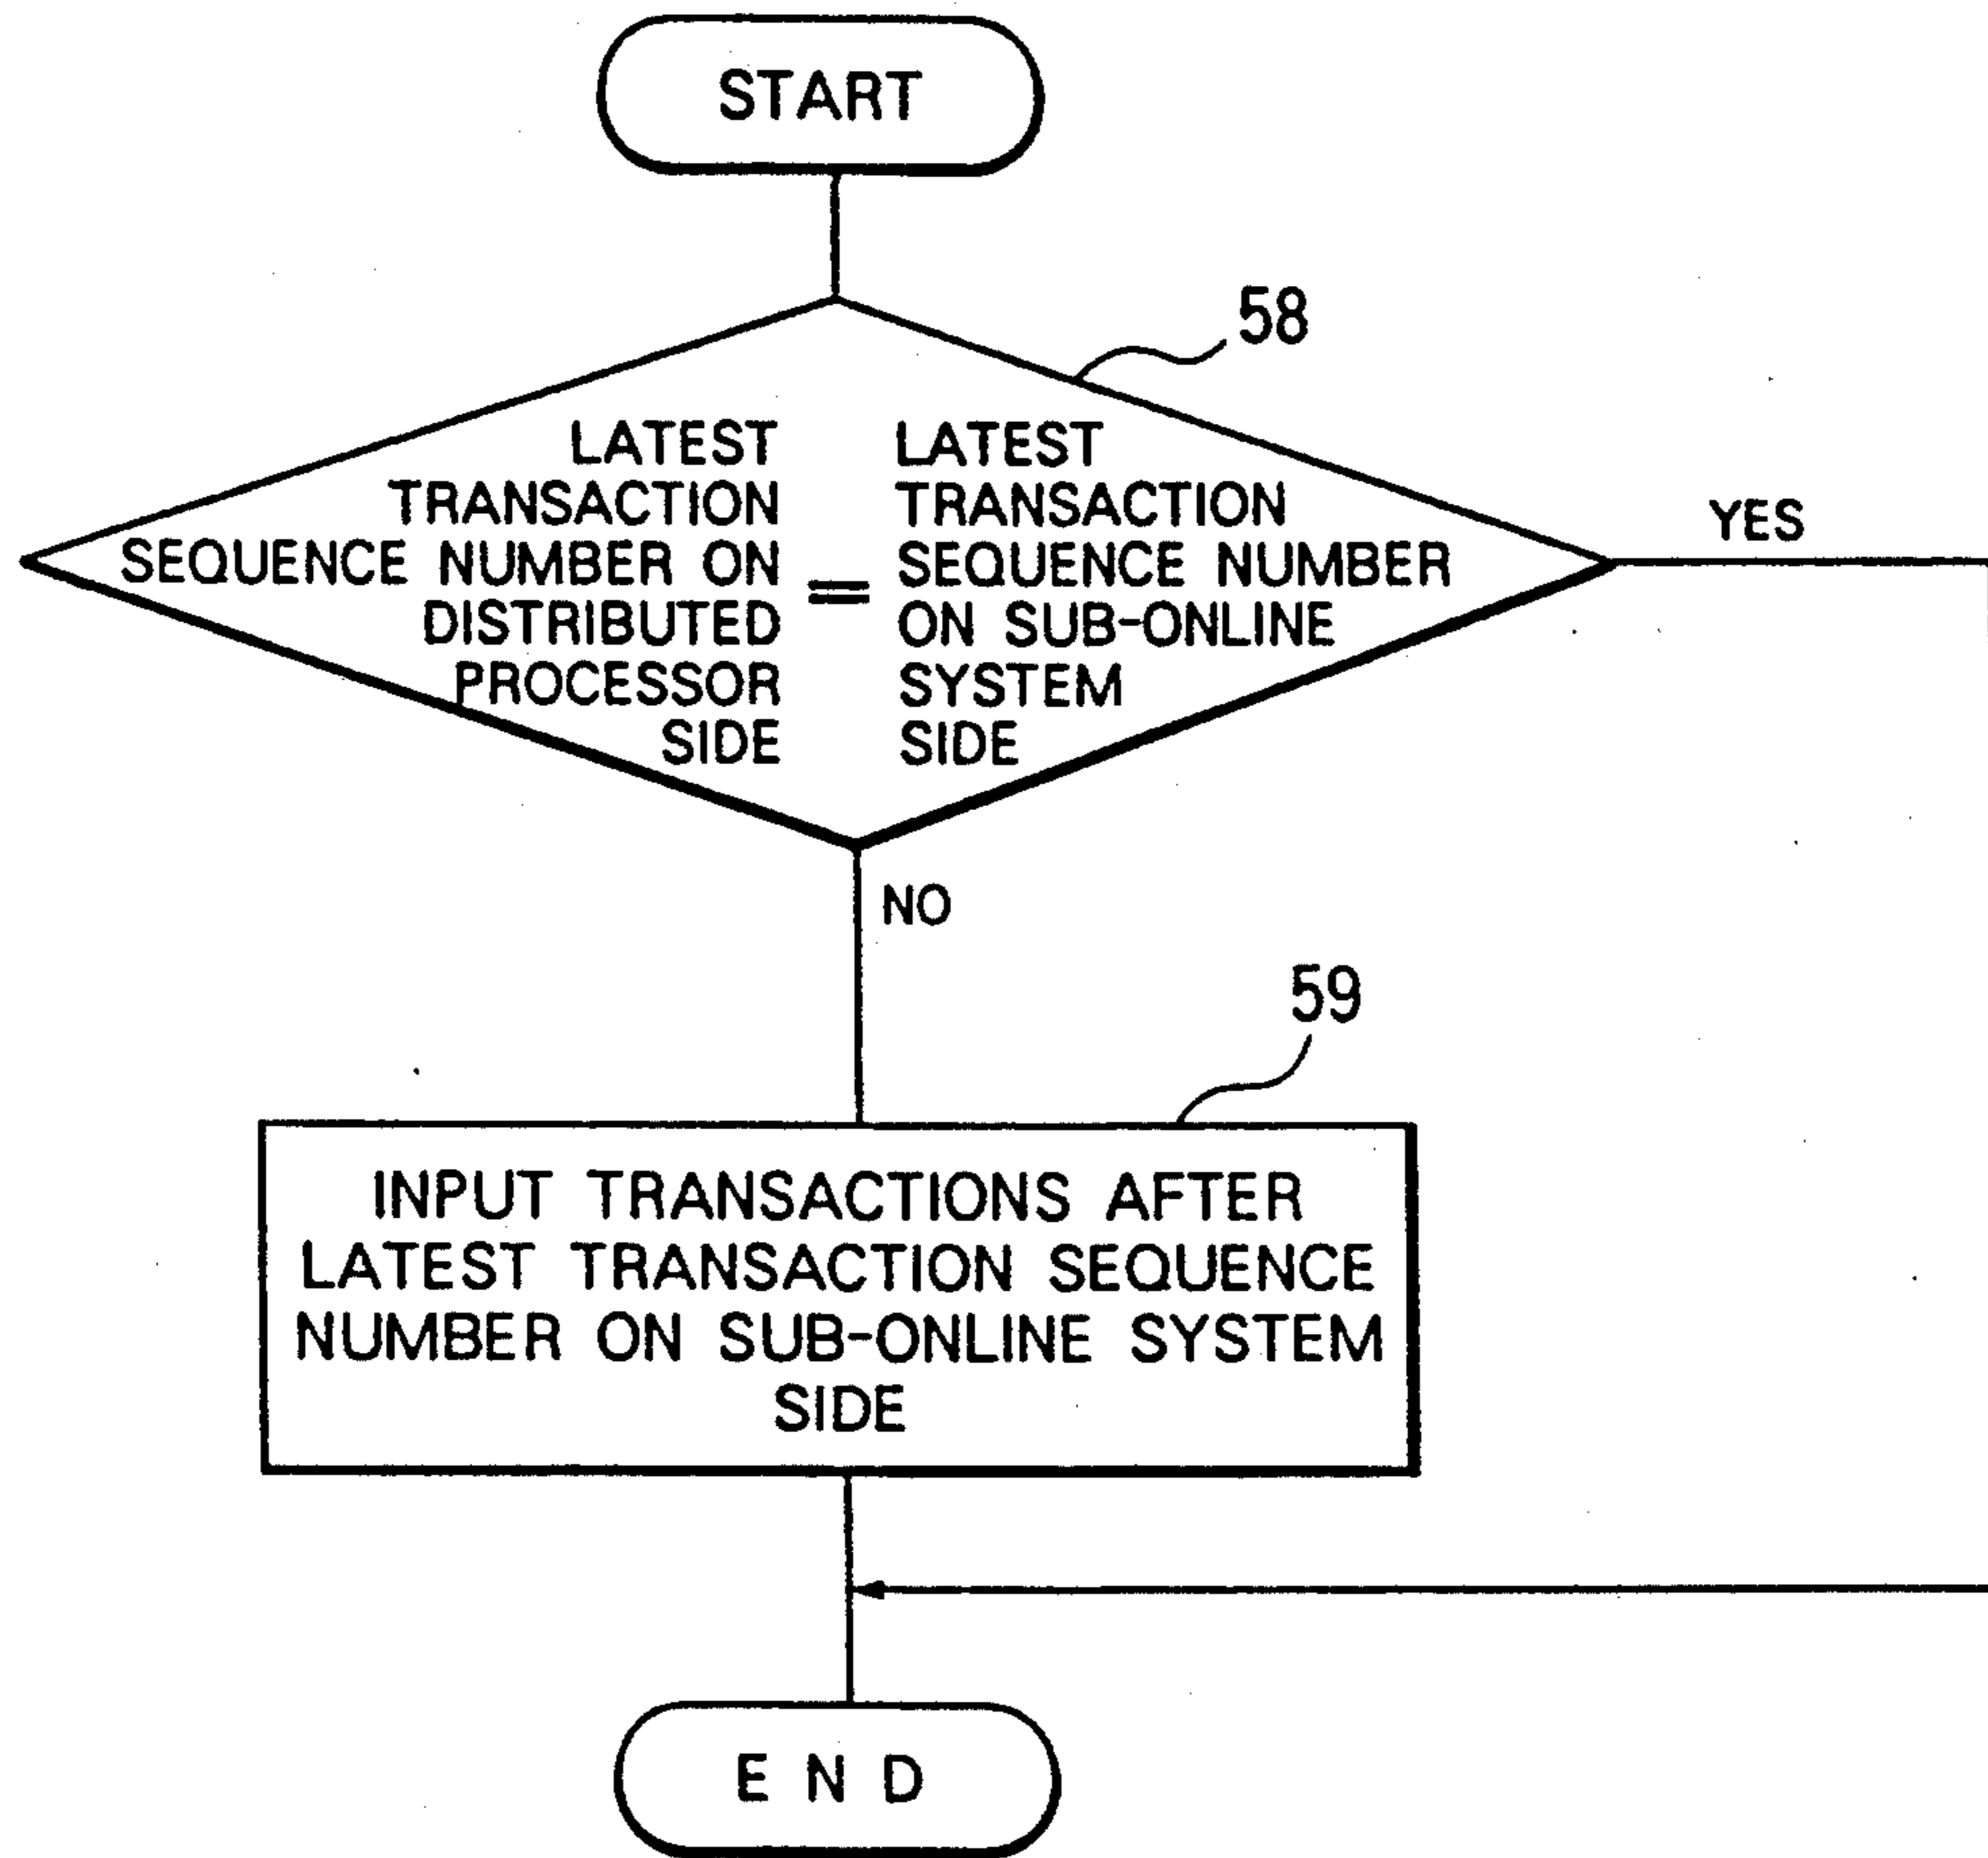 START
58
LATEST
TRANSACTION
SEQUENCE NUMBER ON
DISTRIBUTED
PROCESSOR
SIDE
=
LATEST
TRANSACTION
SEQUENCE NUMBER
ON SUB-ONLINE
SYSTEM
SIDE
YES
NO
59
INPUT TRANSACTIONS AFTER
LATEST TRANSACTION SEQUENCE
NUMBER ON SUB-ONLINE SYSTEM
SIDE
END